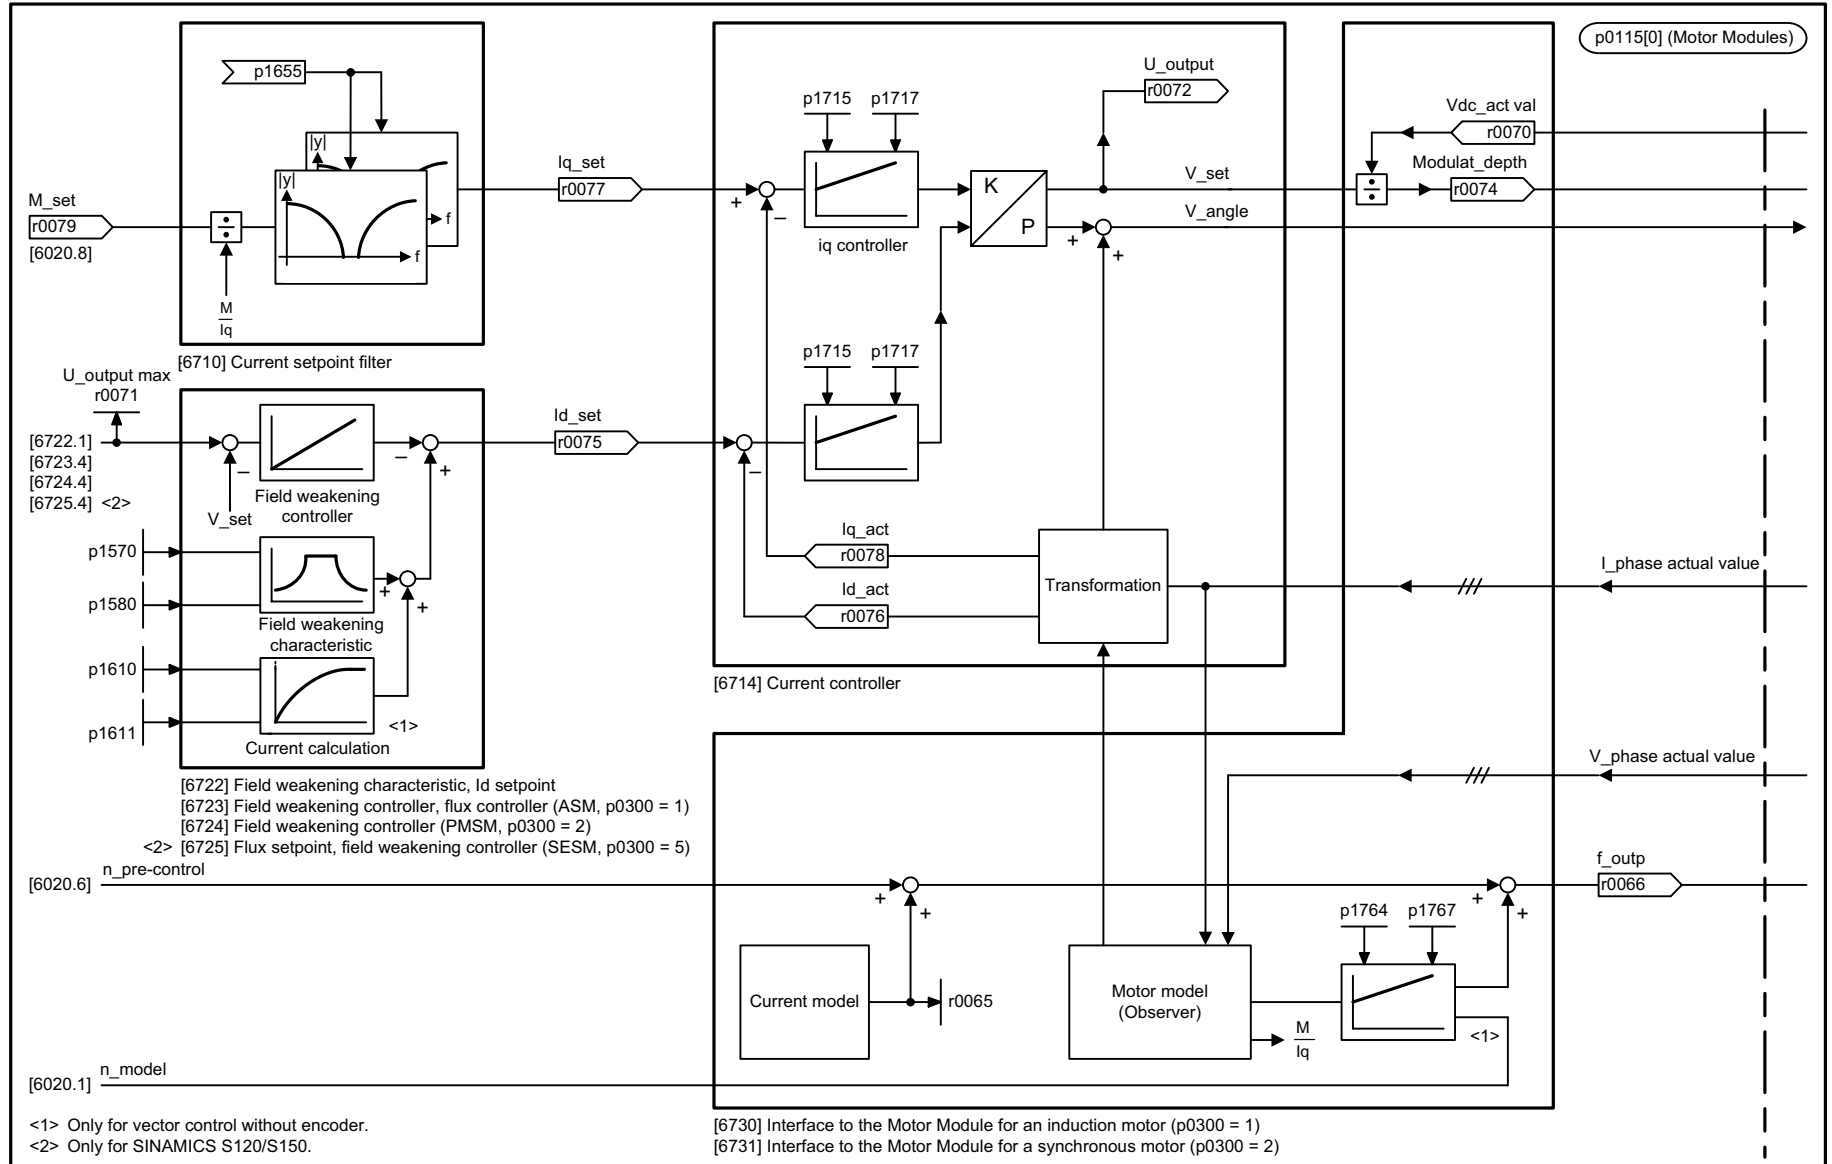 p0115[0] (Motor Modules)
p1655
|y|
|y|
f
f
M_set
r0079
[6020.8]
÷
M
Iq
[6710] Current setpoint filter
Iq_set
r0077
+
–
p1715 p1717
iq controller
K
P
U_output
r0072
V_set
V_angle
+
+
÷
Vdc_act val
r0070
Modulat_depth
r0074
U_output max
r0071
[6722.1]
[6723.4]
[6724.4]
[6725.4] <2>
–
V_set
Field weakening
controller
–
+
Id_set
r0075
–
p1715 p1717
p1570
p1580
Field weakening
characteristic
+
+
p1610
p1611
<1>
Current calculation
Iq_act
r0078
Id_act
r0076
Transformation
I_phase actual value
[6714] Current controller
V_phase actual value
[6722] Field weakening characteristic, Id setpoint
[6723] Field weakening controller, flux controller (ASM, p0300 = 1)
[6724] Field weakening controller (PMSM, p0300 = 2)
<2> [6725] Flux setpoint, field weakening controller (SESM, p0300 = 5)
n_pre-control
[6020.6]
+
+
+
+
f_outp
r0066
p1764 p1767
Current model
r0065
Motor model
(Observer)
M
Iq
<1>
n_model
[6020.1]
<1> Only for vector control without encoder.
<2> Only for SINAMICS S120/S150.
[6730] Interface to the Motor Module for an induction motor (p0300 = 1)
[6731] Interface to the Motor Module for a synchronous motor (p0300 = 2)